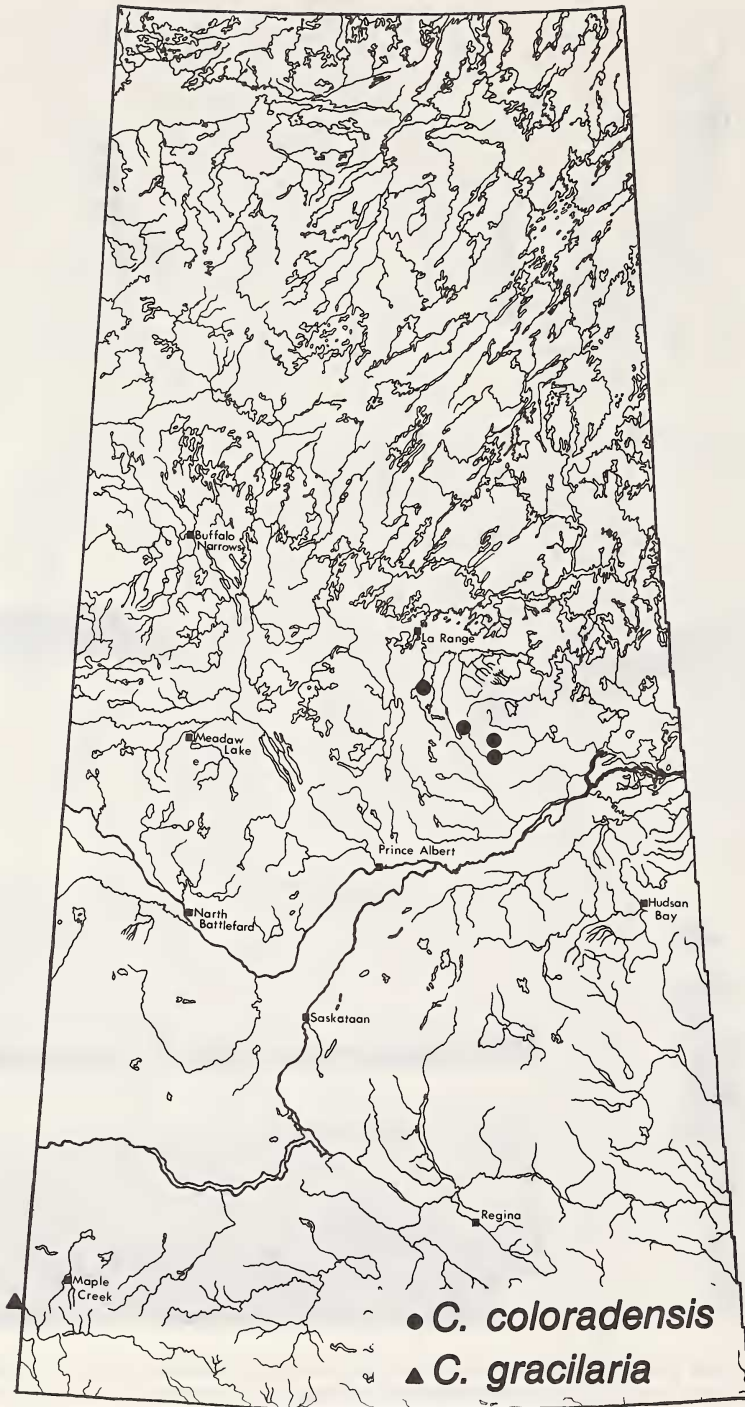 Buffalo
Narrows
La Range
Meadaw
Lake
Prince Albert
North
Battlefard
Hudsan
Bay
Saskataan
Regina
Maple
Creek
C. coloradensis
C. gracilaria